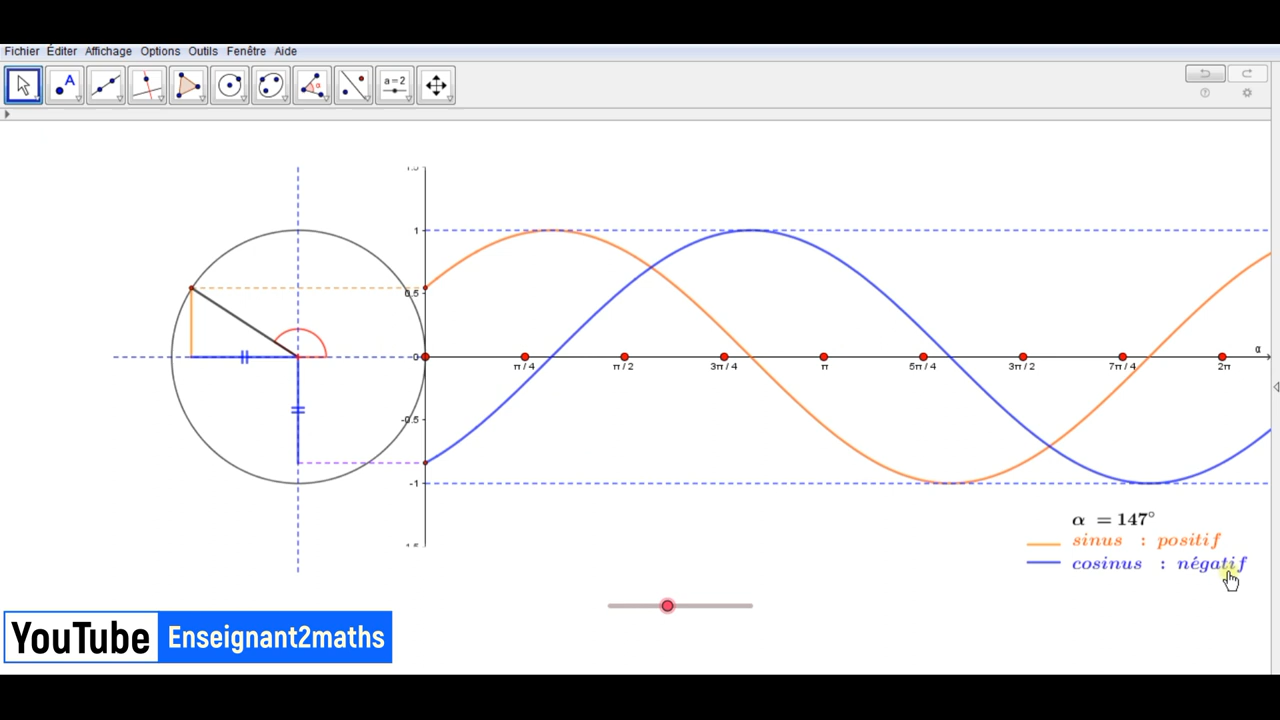 Fichier Éditer Affichage Options Outils Fenêtre Aide
A
α
a=2
1
0.5
0
-0.5
-1
π / 4
π / 2
3π / 4
π
5π / 4
3π / 2
7π / 4
2π
α
α = 147°
sinus : positif
cosinus : négatif
YouTube Enseignant2maths